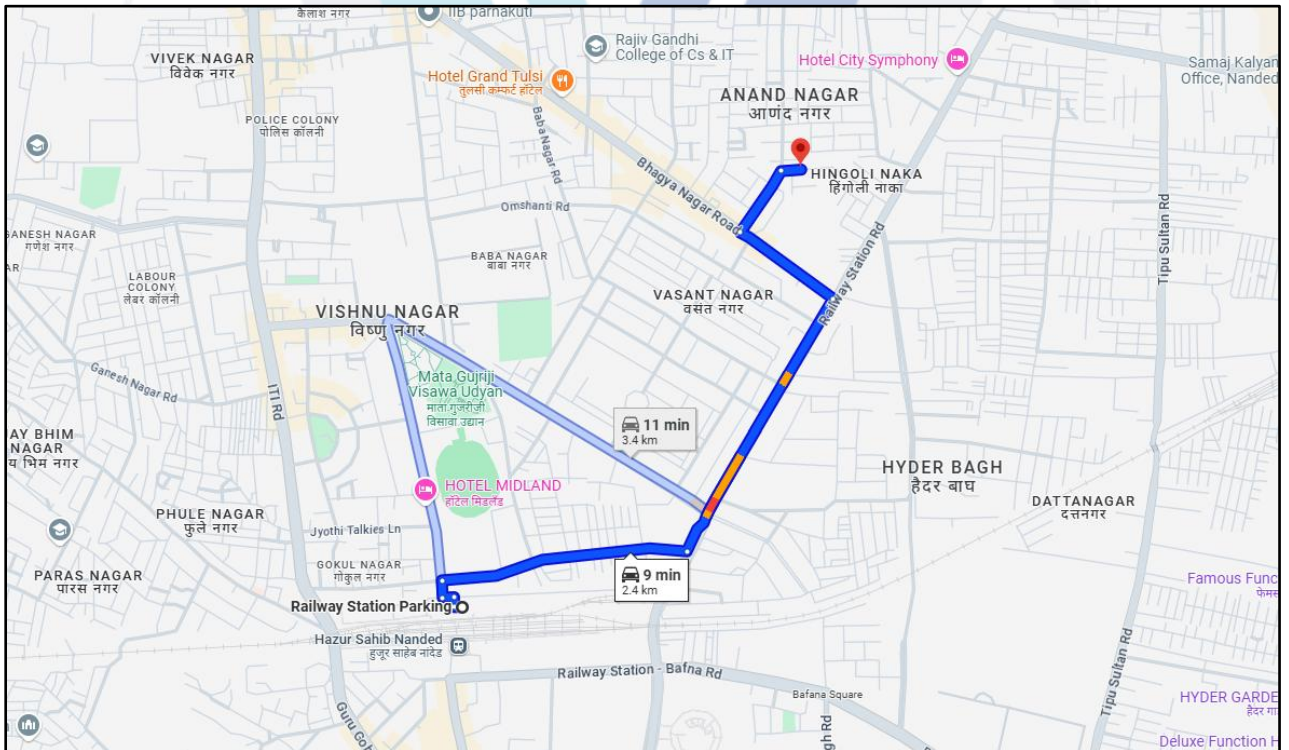 कैलाश नगर
IIB parnakuti
VIVEK NAGAR
विवेक नगर
Rajiv Gandhi
College of Cs & IT
Hotel City Symphony
Samaj Kalyan
Office, Nanded
Hotel Grand Tulsi
तुलसी कम्फर्ट हॉटेल
ANAND NAGAR
आणंद नगर
POLICE COLONY
पोलिस कॉलनी
Baba Nagar Rd
Bhagya Nagar Road
HINGOLI NAKA
हिंगोली नाका
Omshanti Rd
Tipu Sultan Rd
GANESH NAGAR
गणेश नगर
BABA NAGAR
बाबा नगर
Railway Station Rd
LABOUR
COLONY
लेबर कॉलनी
VASANT NAGAR
वसंत नगर
VISHNU NAGAR
विष्णु नगर
Ganesh Nagar Rd
Mata Gujriji
Visawa Udyan
माता गुजरीजी
विसावा उद्यान
ITI Rd
11 min
3.4 km
AY BHIM
NAGAR
य भिम नगर
HYDER BAGH
हैदर बाघ
HOTEL MIDLAND
हॉटेल मिडलँड
DATTANAGAR
दत्तनगर
PHULE NAGAR
फुले नगर
Jyothi Talkies Ln
GOKUL NAGAR
गोकुल नगर
PARAS NAGAR
पारस नगर
9 min
2.4 km
Famous Func
Railway Station Parking
Hazur Sahib Nanded
हुजूर साहेब नांदेड
Railway Station - Bafna Rd
Tipu Sultan Rd
Bafana Square
HYDER GARDE
Guru Gob
gh Rd
Deluxe Function H